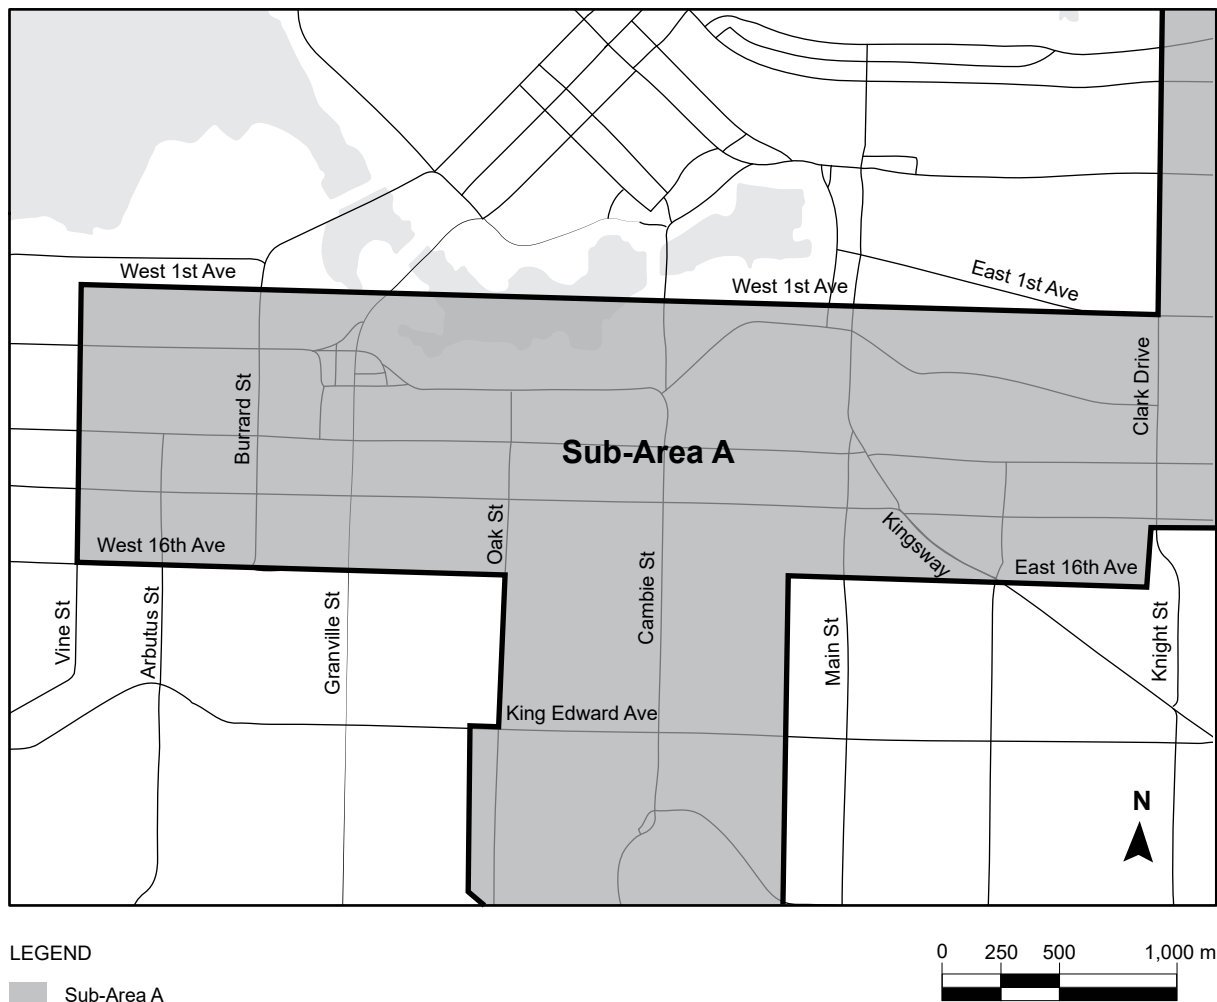 West 1st Ave
West 1st Ave
East 1st Ave
Clark Drive
Burrard St
Sub-Area A
Oak St
Kingsway
West 16th Ave
East 16th Ave
Cambie St
Vine St
Arbutus St
Granville St
Main St
Knight St
King Edward Ave
N
LEGEND
0 250 500 1,000 m
Sub-Area A